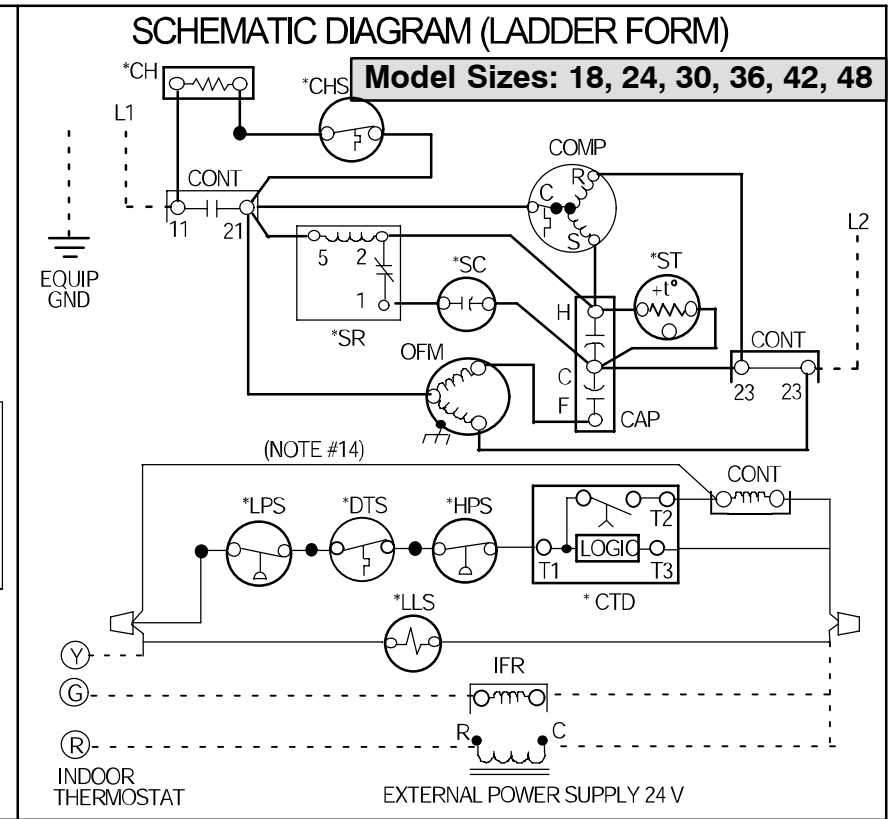 SCHEMATIC DIAGRAM (LADDER FORM)
Model Sizes: 18, 24, 30, 36, 42, 48
*CH
*CHS
L1
CONT
COMP
R
C
S
11
21
L2
EQUIP
GND
5
2
1
*SR
*SC
*ST
+t°
H
C
F
CAP
CONT
23
23
OFM
(NOTE #14)
CONT
*LPS
*DTS
*HPS
T2
LOGIC
T1
T3
* CTD
*LLS
Y
IFR
G
R
C
R
INDOOR
THERMOSTAT
EXTERNAL POWER SUPPLY 24 V